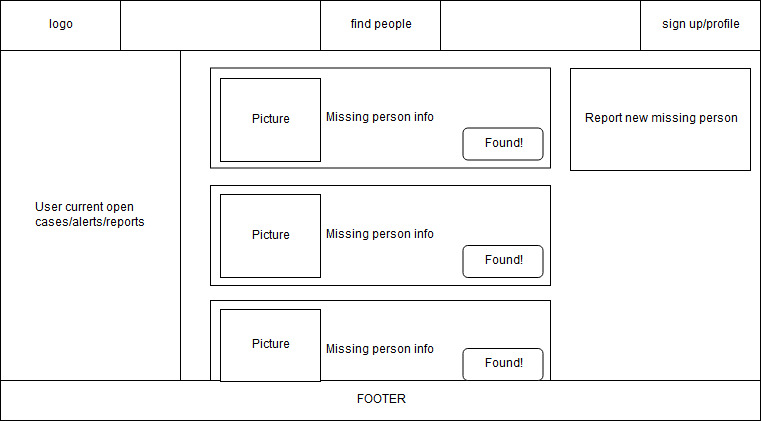 logo
find people
sign up/profile
User current open
cases/alerts/reports
Picture
Missing person info
Found!
Picture
Missing person info
Found!
Picture
Missing person info
Found!
Report new missing person
FOOTER